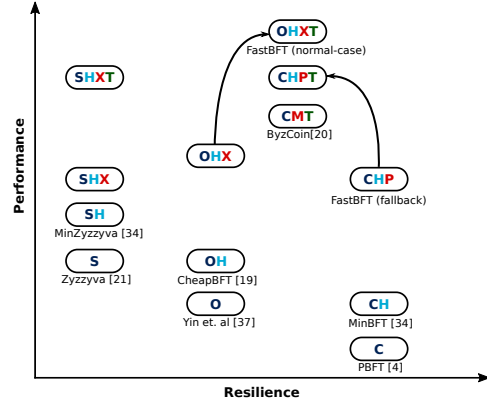 OHXT
FastBFT (normal-case)
SHXT
CHPT
CMT
ByzCoin[20]
OHX
SHX
CHP
FastBFT (fallback)
SH
MinZyzzyva [34]
S
Zyzzyva [21]
OH
CheapBFT [19]
O
Yin et. al [37]
CH
MinBFT [34]
C
PBFT [4]
Performance
Resilience